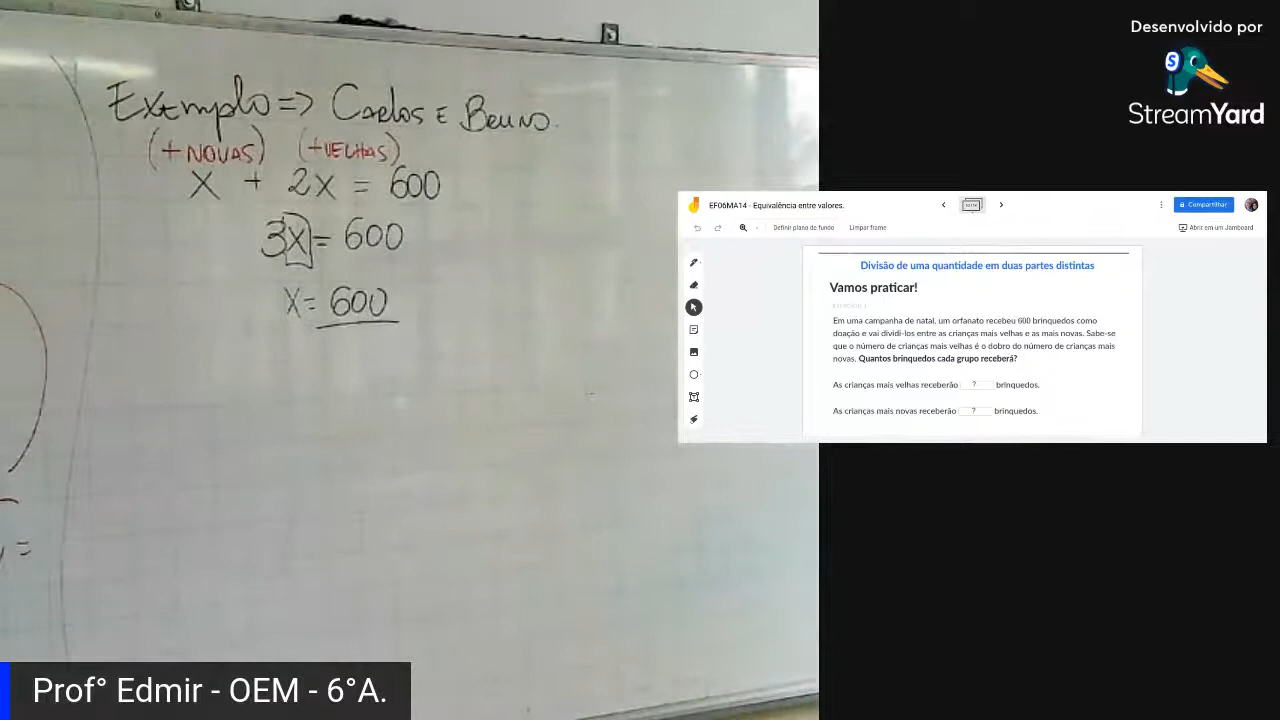 Exemplo => Carlos e Bruno.
(+NOVAS) (+VELHAS)
x + 2x = 600
3x = 600
x = 600
=
Desenvolvido por
StreamYard
EF06MA14 - Equivalência entre valores.
Compartilhar
Definir plano de fundo Limpar frame
Abrir em um Jamboard
Divisão de uma quantidade em duas partes distintas
Vamos praticar!
Em uma campanha de natal, um orfanato recebeu 600 brinquedos como
doação e vai dividi-los entre as crianças mais velhas e as mais novas. Sabe-se
que o número de crianças mais velhas é o dobro do número de crianças mais
novas. Quantos brinquedos cada grupo receberá?
As crianças mais velhas receberão ? brinquedos.
As crianças mais novas receberão ? brinquedos.
Prof° Edmir - OEM - 6°A.